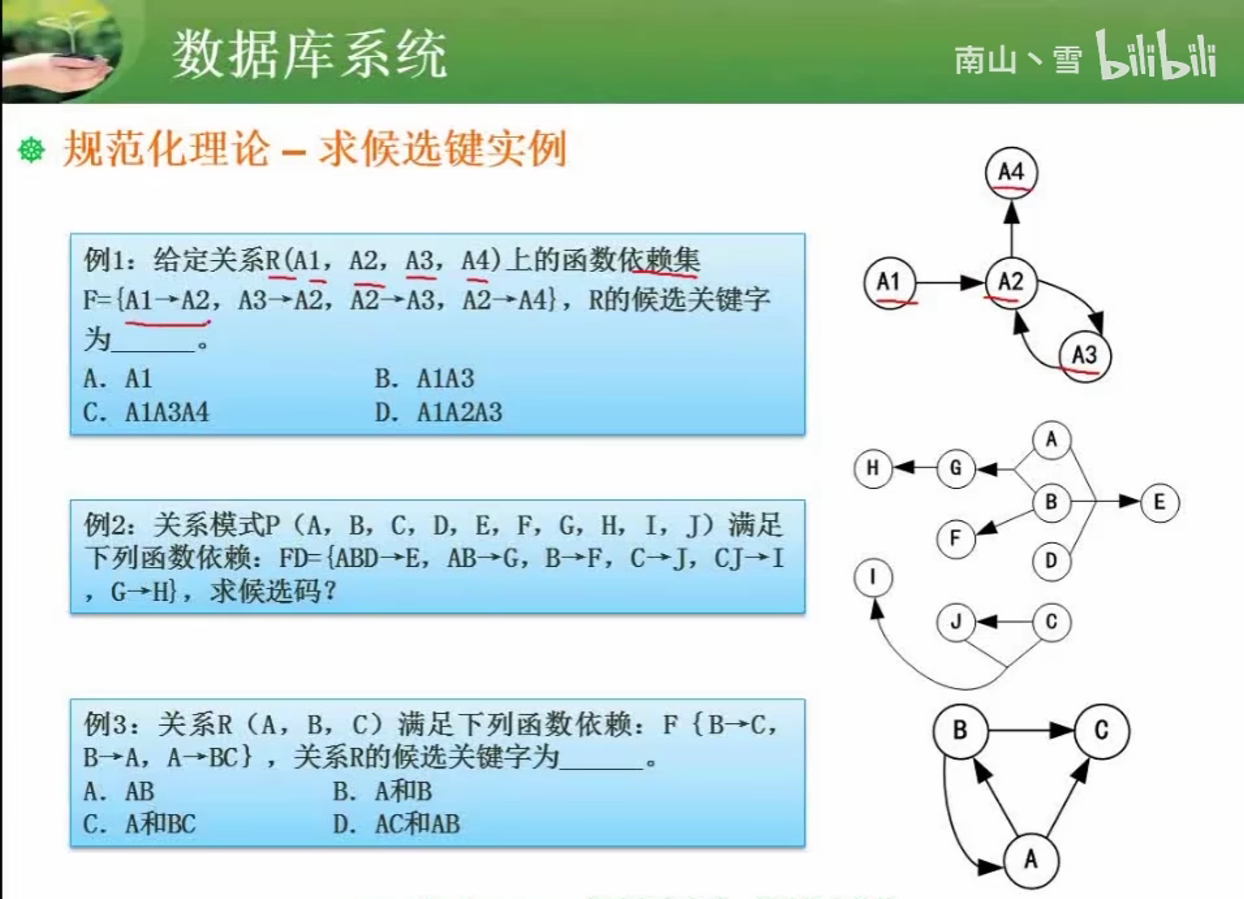 数据库系统
南山丶雪 bilibili
规范化理论 – 求候选键实例
例1：给定关系R(A1，A2，A3，A4)上的函数依赖集
F={A1→A2，A3→A2，A2→A3，A2→A4}，R的候选关键字
为______。
A. A1 B. A1A3
C. A1A3A4 D. A1A2A3
A4
A1 A2
A3
例2：关系模式P（A，B，C，D，E，F，G，H，I，J）满足
下列函数依赖：FD={ABD→E，AB→G，B→F，C→J，CJ→I
，G→H}，求候选码？
A
H G
B E
F
D
I
J C
例3：关系R（A，B，C）满足下列函数依赖：F｛B→C，
B→A，A→BC｝，关系R的候选关键字为______。
A. AB B. A和B
C. A和BC D. AC和AB
B C
A